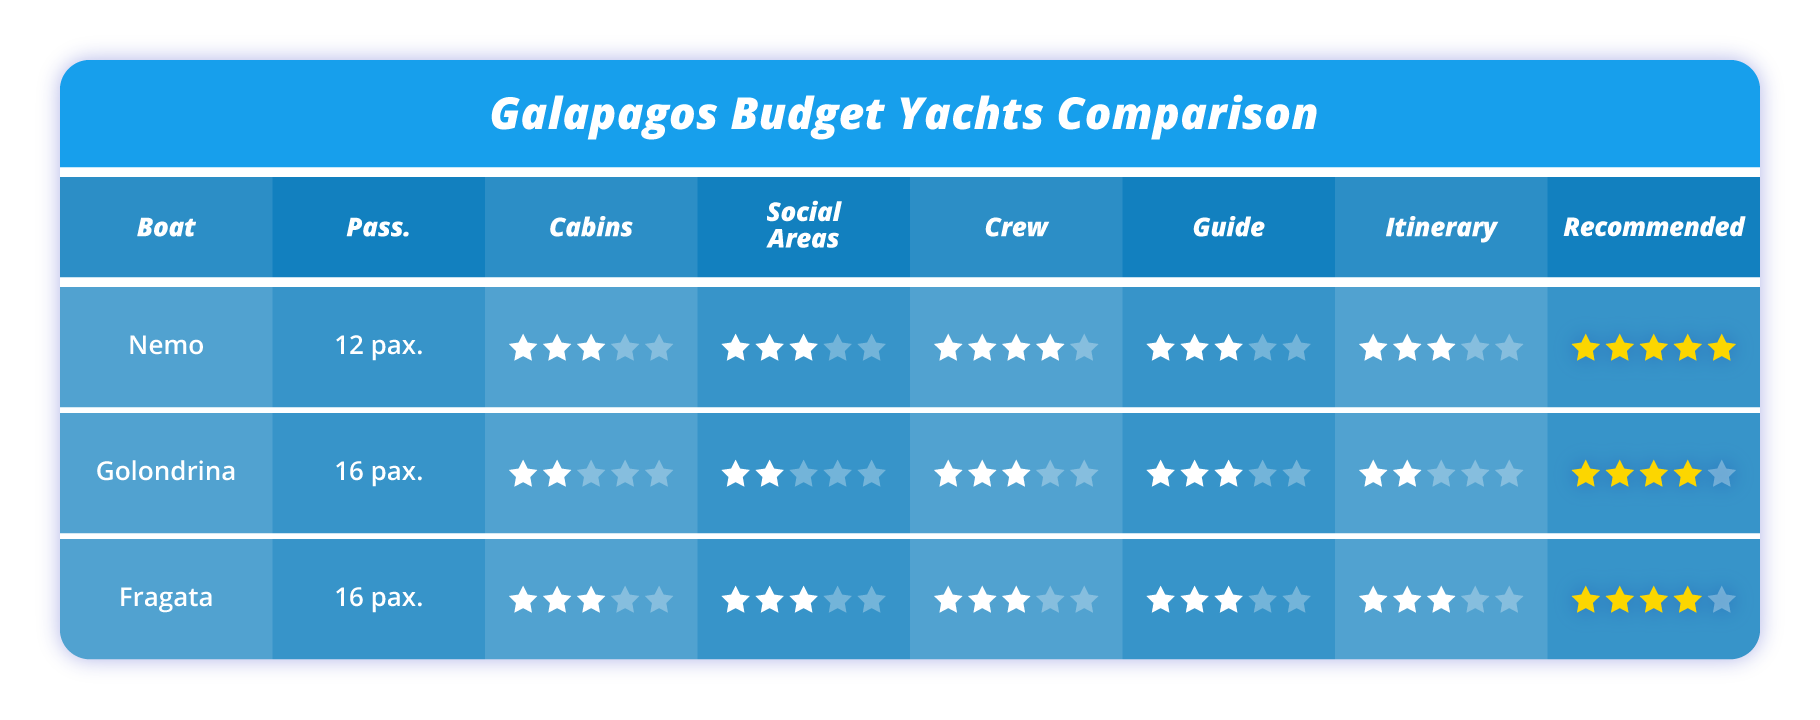 Galapagos Budget Yachts Comparison
Boat Pass. Cabins Social Areas Crew Guide Itinerary Recommended
Nemo 12 pax.
Golondrina 16 pax.
Fragata 16 pax.